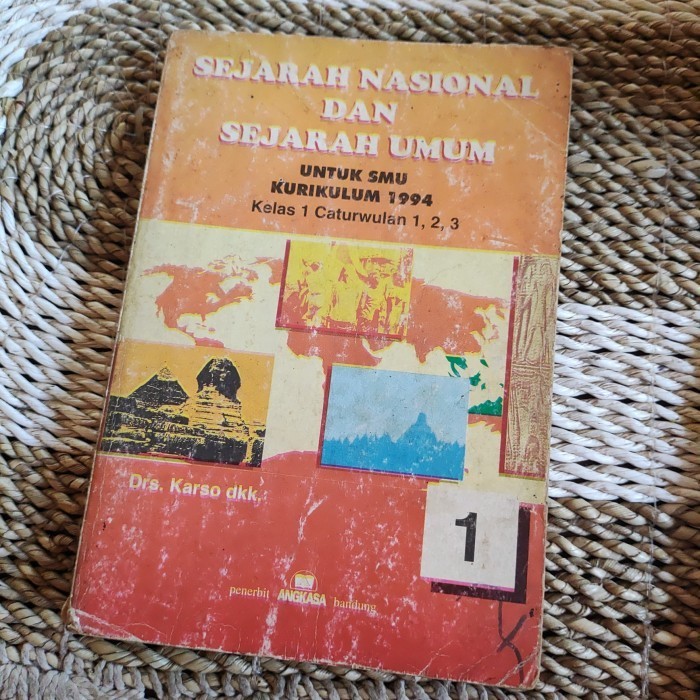 SEJARAH NASIONAL
DAN
SEJARAH UMUM
UNTUK SMU
KURIKULUM 1994
Kelas 1 Caturwulan 1, 2, 3
Drs. Karso dkk.
1
penerbit ANGKASA bandung